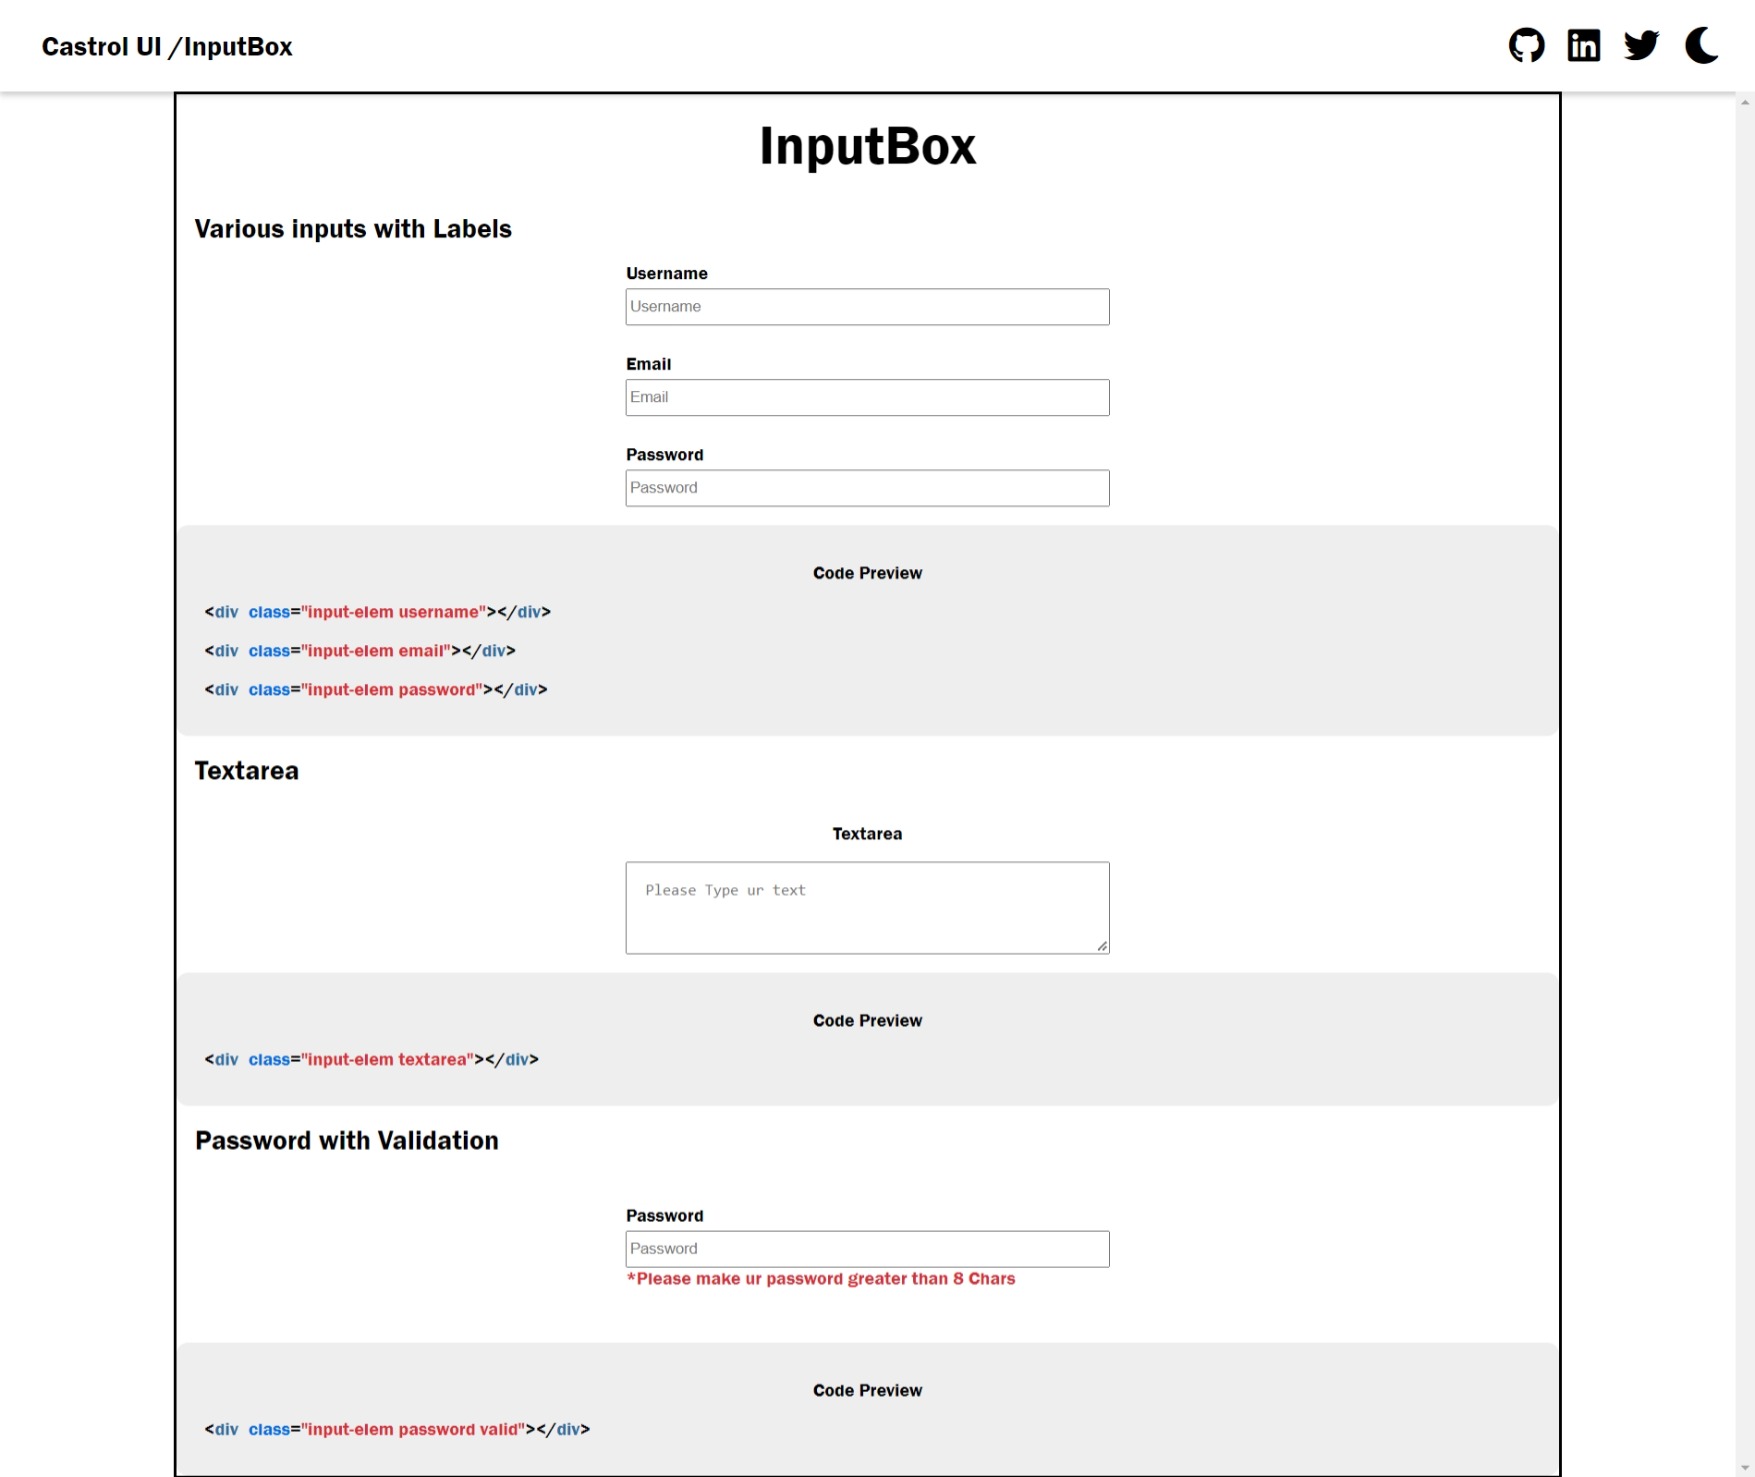 Castrol UI /InputBox
InputBox
Various inputs with Labels
Username
Username
Email
Email
Password
Password
Code Preview
<div class="input-elem username"></div>
<div class="input-elem email"></div>
<div class="input-elem password"></div>
Textarea
Textarea
Please Type ur text
Code Preview
<div class="input-elem textarea"></div>
Password with Validation
Password
Password
*Please make ur password greater than 8 Chars
Code Preview
<div class="input-elem password valid"></div>